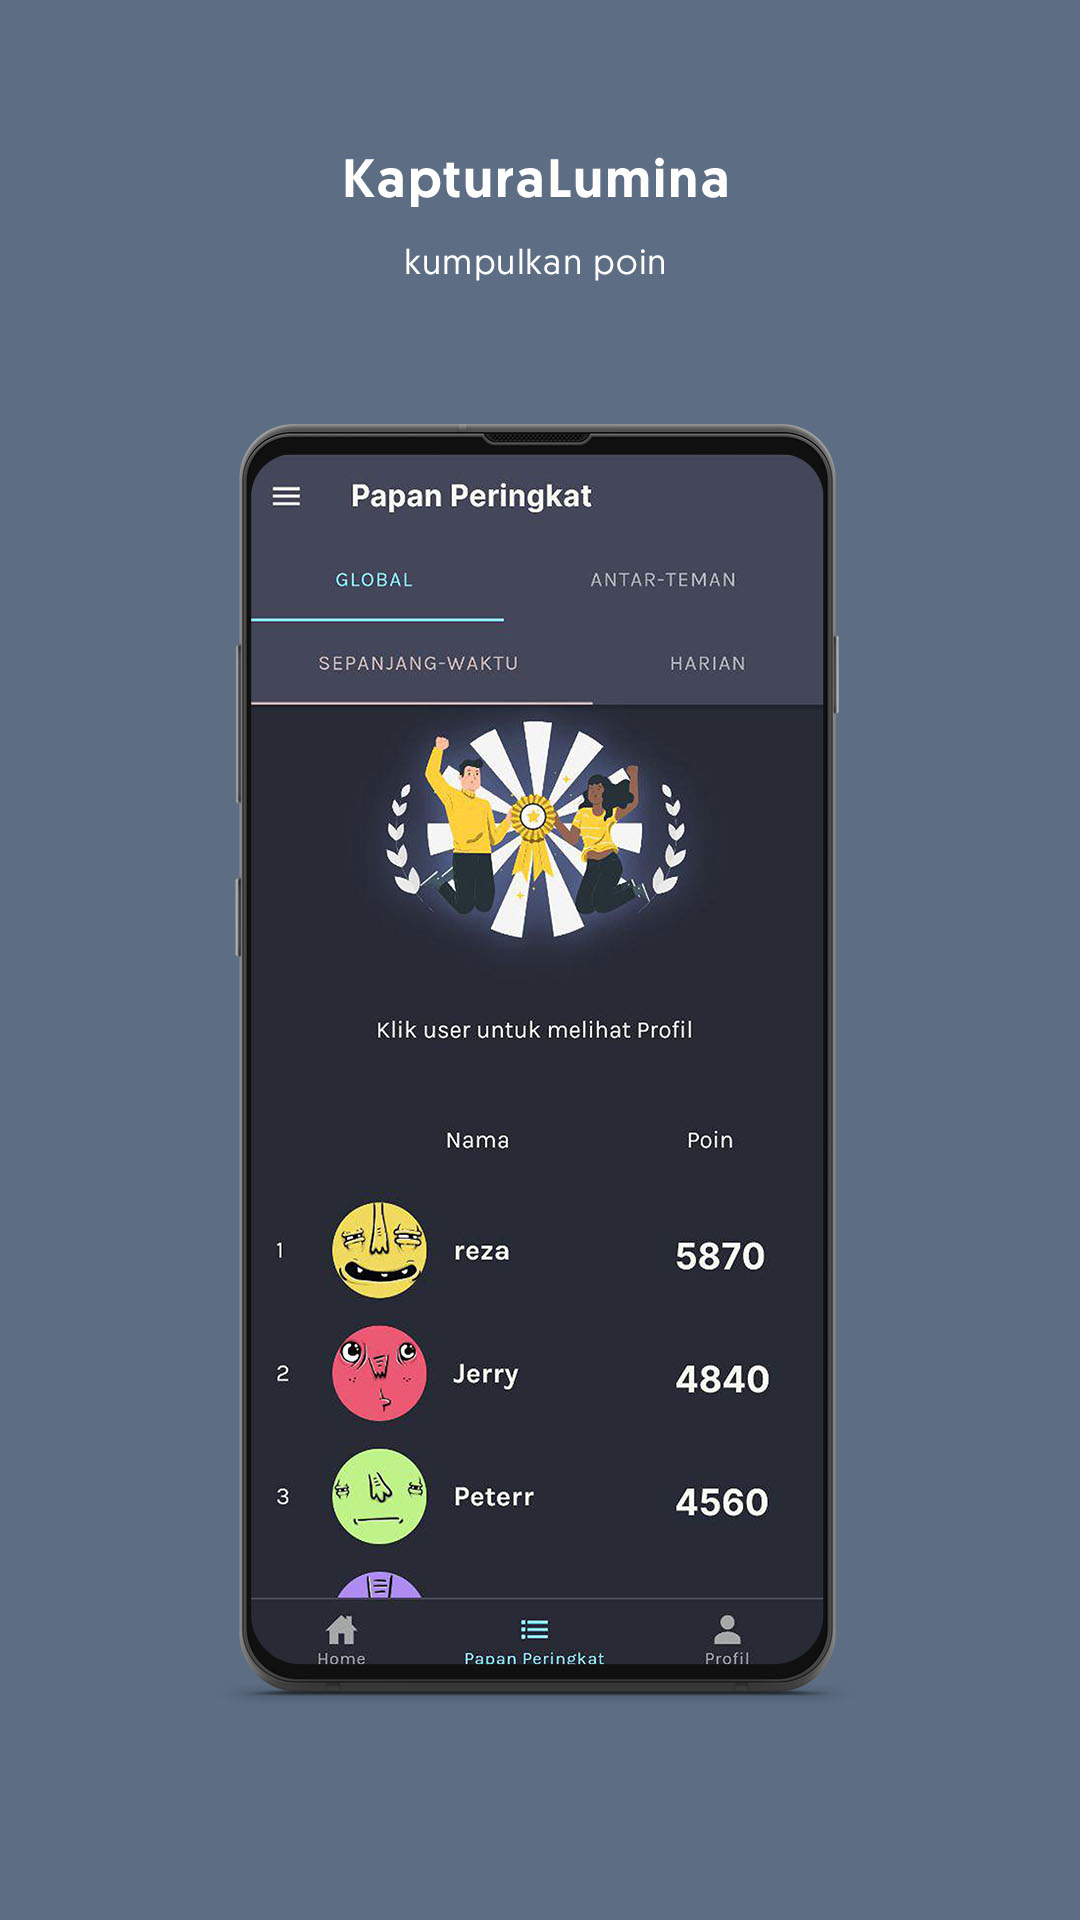 KapturaLumina
kumpulkan poin
Papan Peringkat
GLOBAL ANTAR-TEMAN
SEPANJANG-WAKTU HARIAN
Klik user untuk melihat Profil
Nama Poin
1 reza 5870
2 Jerry 4840
3 Peterr 4560
Home Papan Peringkat Profil